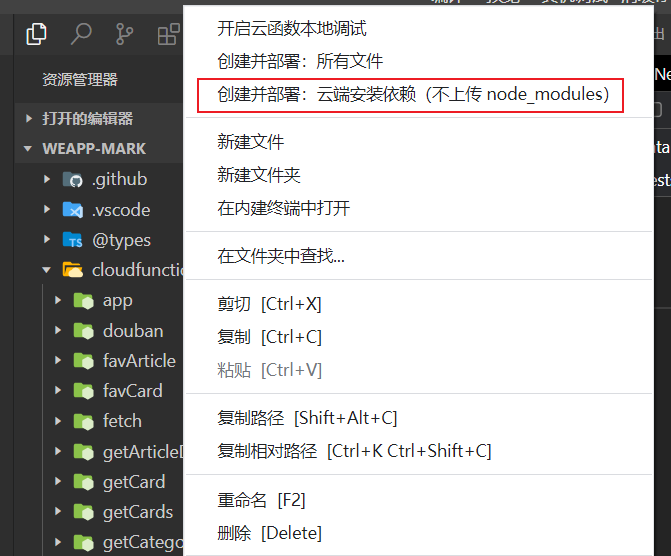 资源管理器
打开的编辑器
WEAPP-MARK
.github
.vscode
@types
cloudfunctio
app
douban
favArticle
favCard
fetch
getArticleD
getCard
getCards
getCatego
开启云函数本地调试
创建并部署：所有文件
创建并部署：云端安装依赖（不上传 node_modules）
新建文件
新建文件夹
在内建终端中打开
在文件夹中查找...
剪切 [Ctrl+X]
复制 [Ctrl+C]
粘贴 [Ctrl+V]
复制路径 [Shift+Alt+C]
复制相对路径 [Ctrl+K Ctrl+Shift+C]
重命名 [F2]
删除 [Delete]
出
Ne
ata
ests